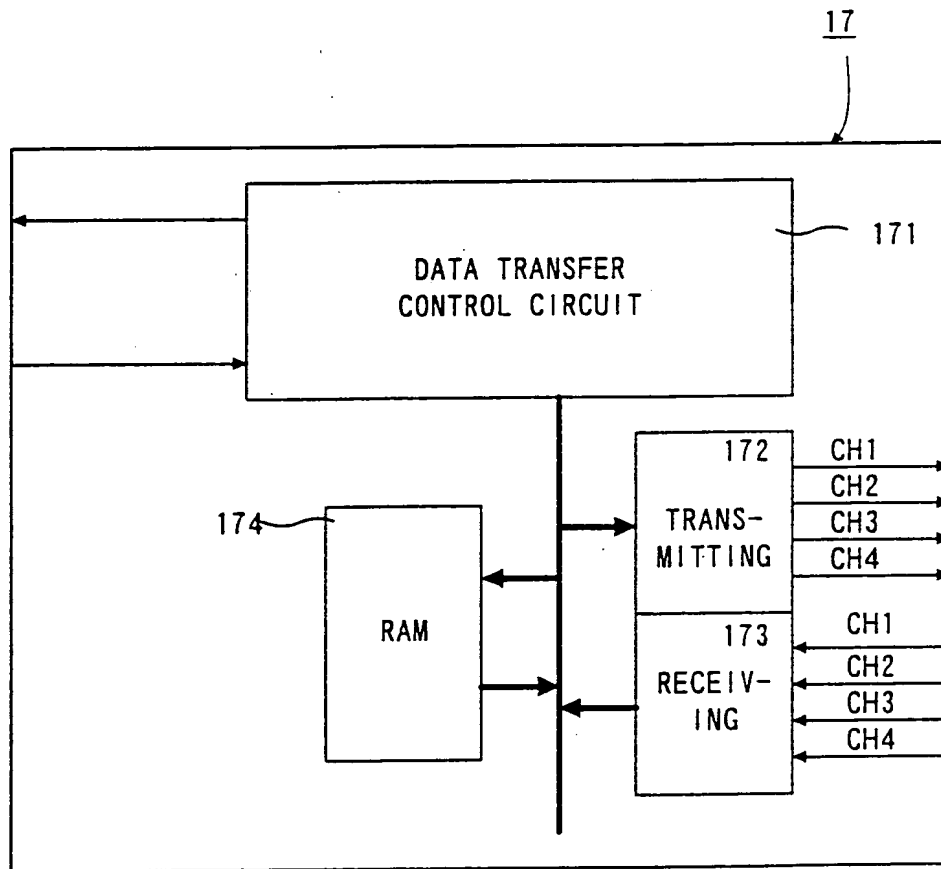 17
171
DATA TRANSFER
CONTROL CIRCUIT
172
TRANS-
MITTING
CH1
CH2
CH3
CH4
174
RAM
173
RECEIV-
ING
CH1
CH2
CH3
CH4